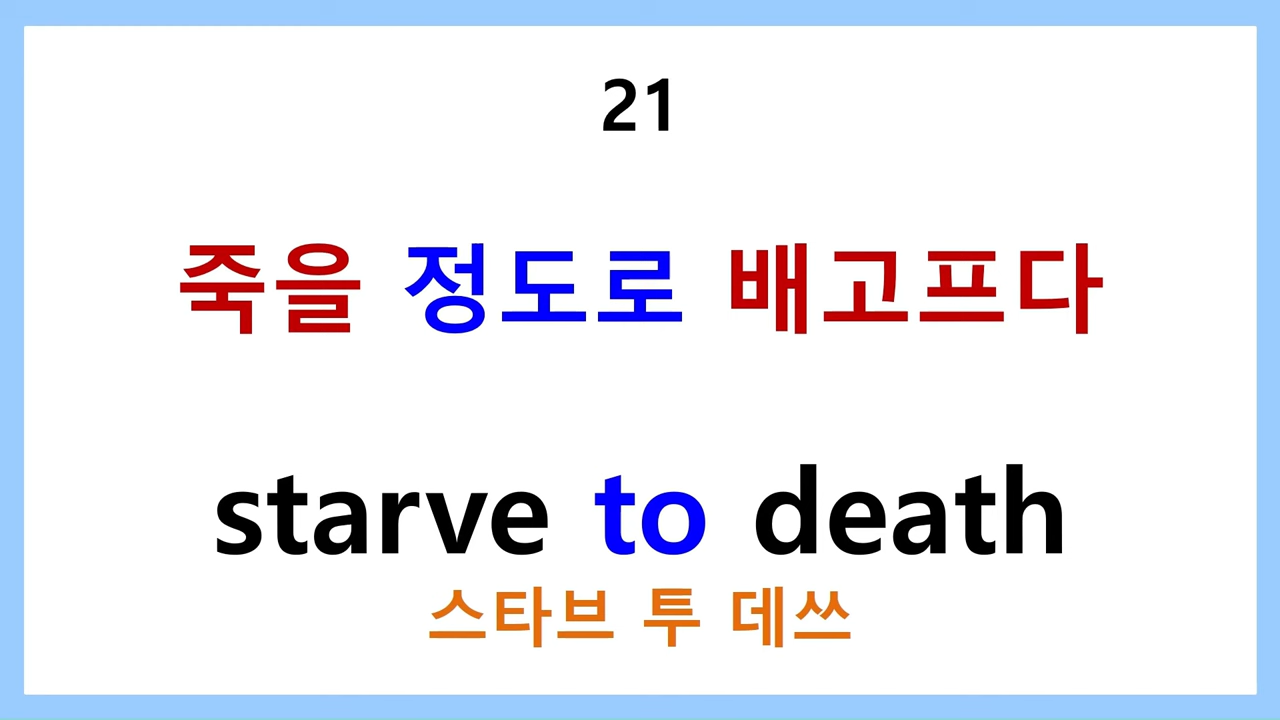 21
죽을 정도로 배고프다
starve to death
스타브 투 데쓰